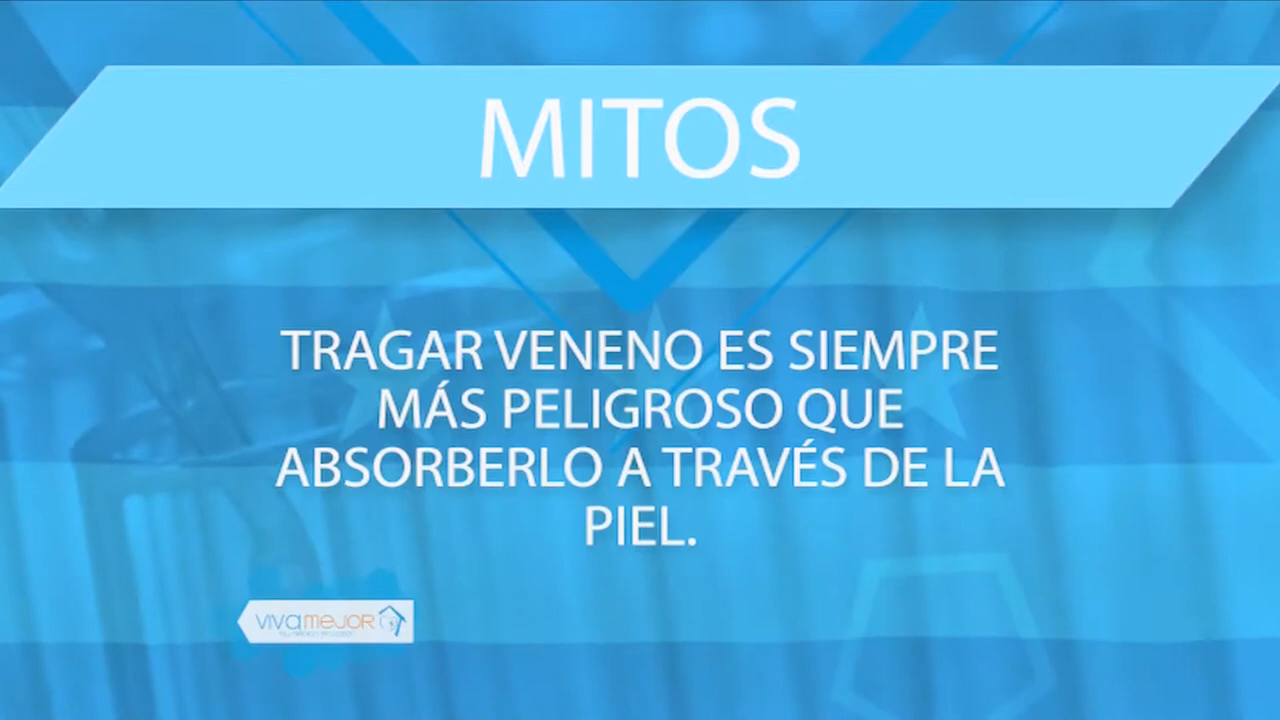 MITOS
TRAGAR VENENO ES SIEMPRE
MÁS PELIGROSO QUE
ABSORBERLO A TRAVÉS DE LA
PIEL.
VIVAMEJOR